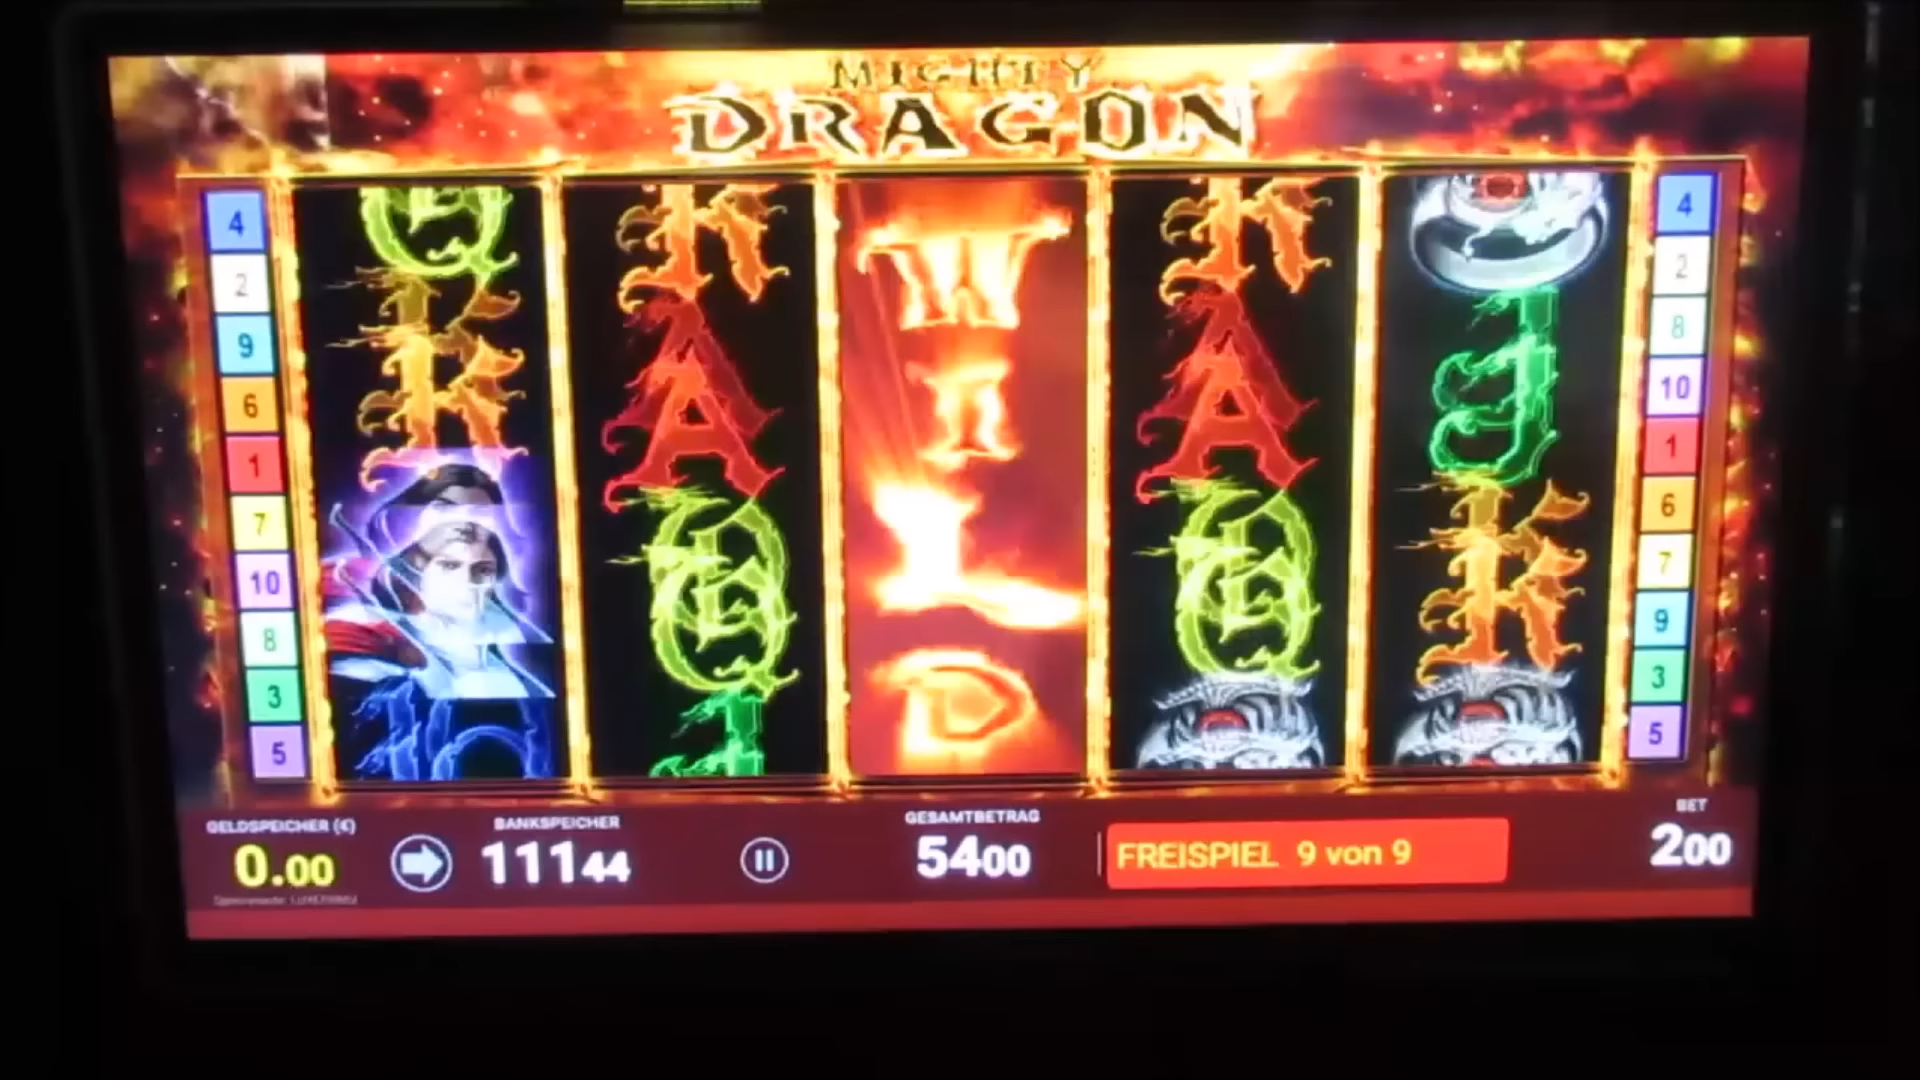 MIGHTY
DRAGON
4
2
9
6
1
7
10
8
3
5
Q
K
10
K
A
Q
J
WILD
K
A
Q
J
K
4
2
8
10
1
6
7
9
3
5
GELDSPEICHER (€)
0.00
BANKSPEICHER
11144
GESAMTBETRAG
5400
FREISPIEL 9 von 9
BET
200